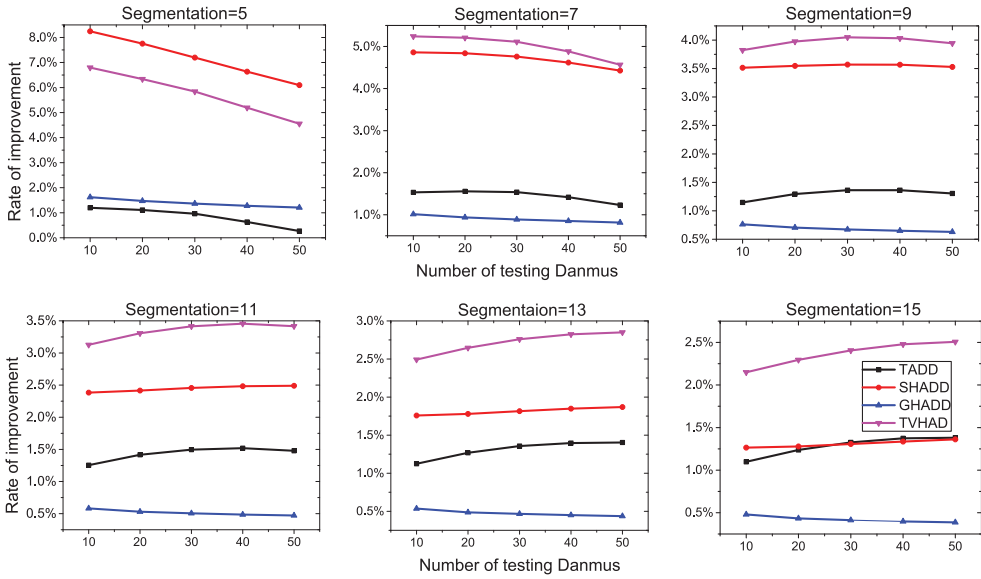 Segmentation=5
Segmentation=7
Segmentation=9
Rate of improvement
8.0%
7.0%
6.0%
5.0%
4.0%
3.0%
2.0%
1.0%
0.0%
10 20 30 40 50
5.0%
4.0%
3.0%
2.0%
1.0%
10 20 30 40 50
4.0%
3.5%
3.0%
2.5%
2.0%
1.5%
1.0%
0.5%
10 20 30 40 50
Number of testing Danmus
Segmentation=11
Segmentation=13
Segmentation=15
Rate of improvement
3.5%
3.0%
2.5%
2.0%
1.5%
1.0%
0.5%
10 20 30 40 50
3.0%
2.5%
2.0%
1.5%
1.0%
0.5%
10 20 30 40 50
2.5%
2.0%
1.5%
1.0%
0.5%
10 20 30 40 50
TADD
SHADD
GHADD
TVHAD
Number of testing Danmus